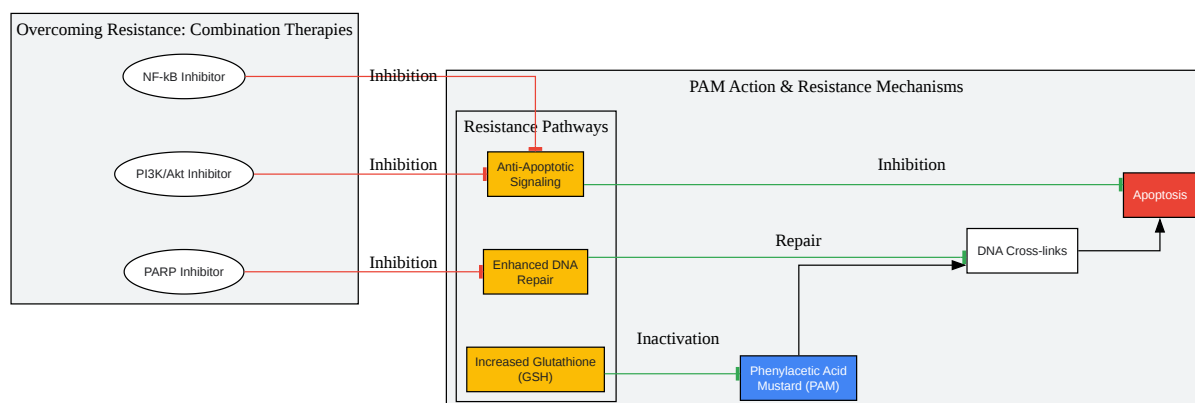 Overcoming Resistance: Combination Therapies
NF-kB Inhibitor
Inhibition
PAM Action & Resistance Mechanisms
Resistance Pathways
PI3K/Akt Inhibitor
Inhibition
Anti-Apoptotic
Signaling
Inhibition
Apoptosis
PARP Inhibitor
Inhibition
Enhanced DNA
Repair
Repair
DNA Cross-links
Increased Glutathione
(GSH)
Inactivation
Phenylacetic Acid
Mustard (PAM)